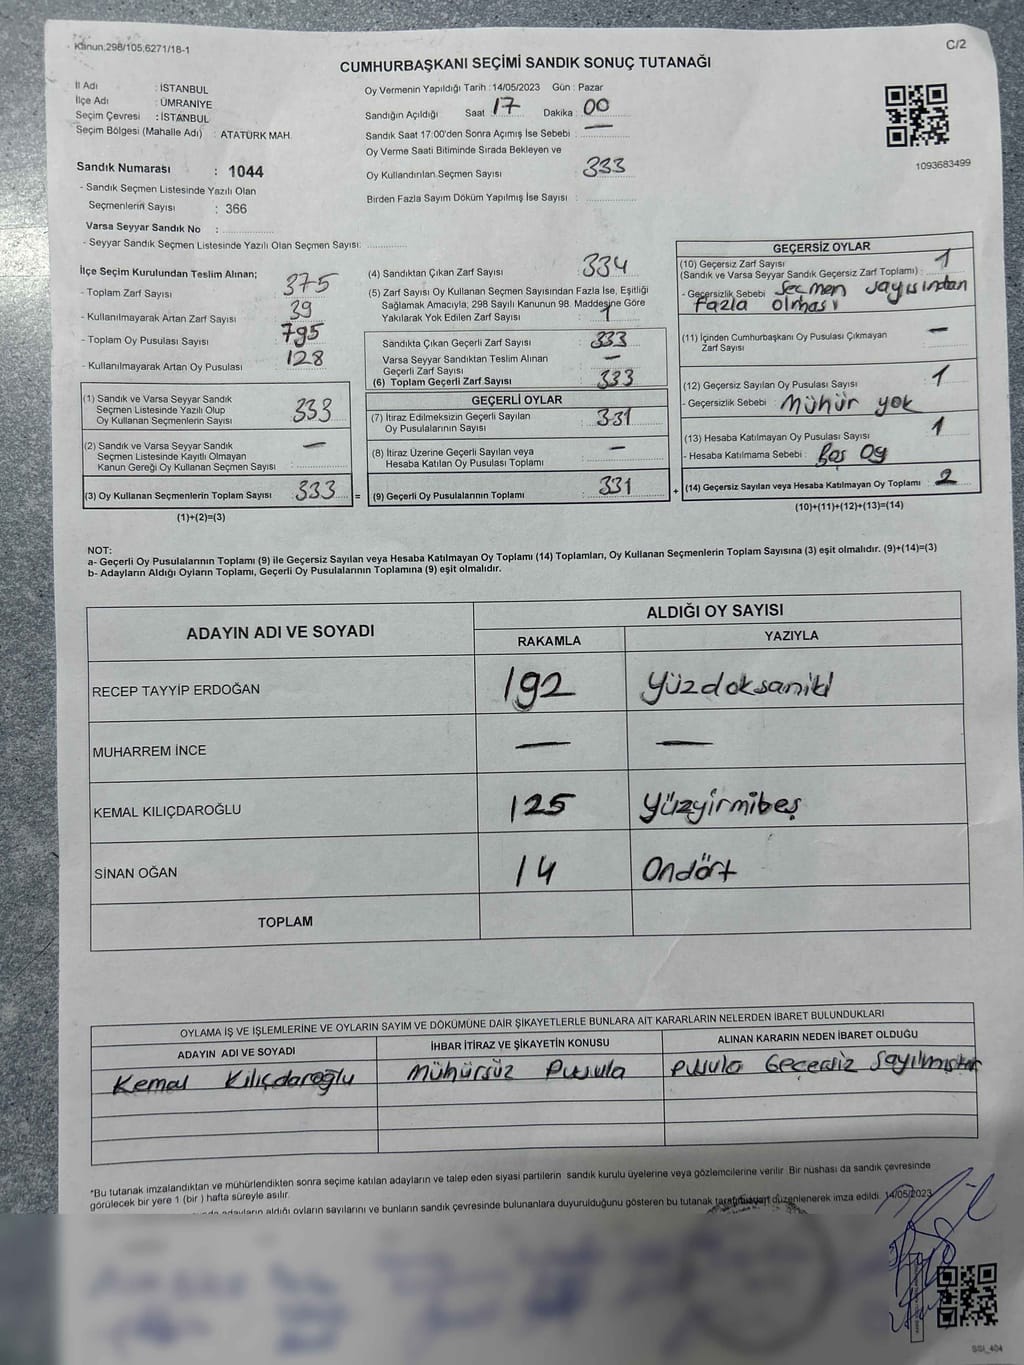 Kanun:298/105;6271/18-1
C/2
CUMHURBAŞKANI SEÇİMİ SANDIK SONUÇ TUTANAĞI
İl Adı : İSTANBUL
İlçe Adı : ÜMRANİYE
Seçim Çevresi : İSTANBUL
Seçim Bölgesi (Mahalle Adı) : ATATÜRK MAH.
Sandık Numarası : 1044
- Sandık Seçmen Listesinde Yazılı Olan
Seçmenlerin Sayısı : 366
Varsa Seyyar Sandık No :
- Seyyar Sandık Seçmen Listesinde Yazılı Olan Seçmen Sayısı:
Oy Vermenin Yapıldığı Tarih :14/05/2023 Gün : Pazar
Sandığın Açıldığı Saat 17 Dakika : 00
Sandık Saat 17:00'den Sonra Açımış İse Sebebi : —
Oy Verme Saati Bitiminde Sırada Bekleyen ve
Oy Kullandırılan Seçmen Sayısı : 333
Birden Fazla Sayım Döküm Yapılmış İse Sayısı :
1093683499
İlçe Seçim Kurulundan Teslim Alınan;
- Toplam Zarf Sayısı : 375
- Kullanılmayarak Artan Zarf Sayısı : 39
- Toplam Oy Pusulası Sayısı : 795
- Kullanılmayarak Artan Oy Pusulası : 128
(1) Sandık ve Varsa Seyyar Sandık
Seçmen Listesinde Yazılı Olup
Oy Kullanan Seçmenlerin Sayısı : 333
(2) Sandık ve Varsa Seyyar Sandık
Seçmen Listesinde Kayıtlı Olmayan
Kanun Gereği Oy Kullanan Seçmen Sayısı : —
(3) Oy Kullanan Seçmenlerin Toplam Sayısı : 333 =
(1)+(2)=(3)
(4) Sandıktan Çıkan Zarf Sayısı : 334
(5) Zarf Sayısı Oy Kullanan Seçmen Sayısından Fazla İse, Eşitliği
Sağlamak Amacıyla; 298 Sayılı Kanunun 98. Maddesine Göre
Yakılarak Yok Edilen Zarf Sayısı : 1
Sandıkta Çıkan Geçerli Zarf Sayısı : 333
Varsa Seyyar Sandıktan Teslim Alınan
Geçerli Zarf Sayısı : —
(6) Toplam Geçerli Zarf Sayısı : 333
GEÇERLİ OYLAR
(7) İtiraz Edilmeksizin Geçerli Sayılan
Oy Pusulalarının Sayısı : 331
(8) İtiraz Üzerine Geçerli Sayılan veya
Hesaba Katılan Oy Pusulası Toplamı : —
(9) Geçerli Oy Pusulalarının Toplamı : 331 +
GEÇERSİZ OYLAR
(10) Geçersiz Zarf Sayısı
(Sandık ve Varsa Seyyar Sandık Geçersiz Zarf Toplamı) : 1
- Geçersizlik Sebebi : Seçmen sayısından
fazla olması
(11) İçinden Cumhurbaşkanı Oy Pusulası Çıkmayan
Zarf Sayısı : —
(12) Geçersiz Sayılan Oy Pusulası Sayısı : 1
- Geçersizlik Sebebi : Mühür yok
(13) Hesaba Katılmayan Oy Pusulası Sayısı : 1
- Hesaba Katılmama Sebebi : Boş oy
(14) Geçersiz Sayılan veya Hesaba Katılmayan Oy Toplamı : 2
(10)+(11)+(12)+(13)=(14)
NOT:
a- Geçerli Oy Pusulalarının Toplamı (9) ile Geçersiz Sayılan veya Hesaba Katılmayan Oy Toplamı (14) Toplamları, Oy Kullanan Seçmenlerin Toplam Sayısına (3) eşit olmalıdır. (9)+(14)=(3)
b- Adayların Aldığı Oyların Toplamı, Geçerli Oy Pusulalarının Toplamına (9) eşit olmalıdır.
ADAYIN ADI VE SOYADI
ALDIĞI OY SAYISI
RAKAMLA YAZIYLA
RECEP TAYYİP ERDOĞAN 192 yüzdoksaniki
MUHARREM İNCE — —
KEMAL KILIÇDAROĞLU 125 yüzyirmibeş
SİNAN OĞAN 14 Ondört
TOPLAM
OYLAMA İŞ VE İŞLEMLERİNE VE OYLARIN SAYIM VE DÖKÜMÜNE DAİR ŞİKAYETLERLE BUNLARA AİT KARARLARIN NELERDEN İBARET BULUNDUKLARI
ADAYIN ADI VE SOYADI İHBAR İTİRAZ VE ŞİKAYETİN KONUSU ALINAN KARARIN NEDEN İBARET OLDUĞU
Kemal Kılıçdaroğlu Mühürsüz Pusula Pusula Geçersiz Sayılmıştır
*Bu tutanak imzalandıktan ve mühürlendikten sonra seçime katılan adayların ve talep eden siyasi partilerin sandık kurulu üyelerine veya gözlemcilerine verilir. Bir nüshası da sandık çevresinde
görülecek bir yere 1 (bir ) hafta süreyle asılır.
adayların aldığı oyların sayılarını ve bunların sandık çevresinde bulunanlara duyurulduğunu gösteren bu tutanak tarafımızdan düzenlenerek imza edildi. 14/05/2023
SSI_404